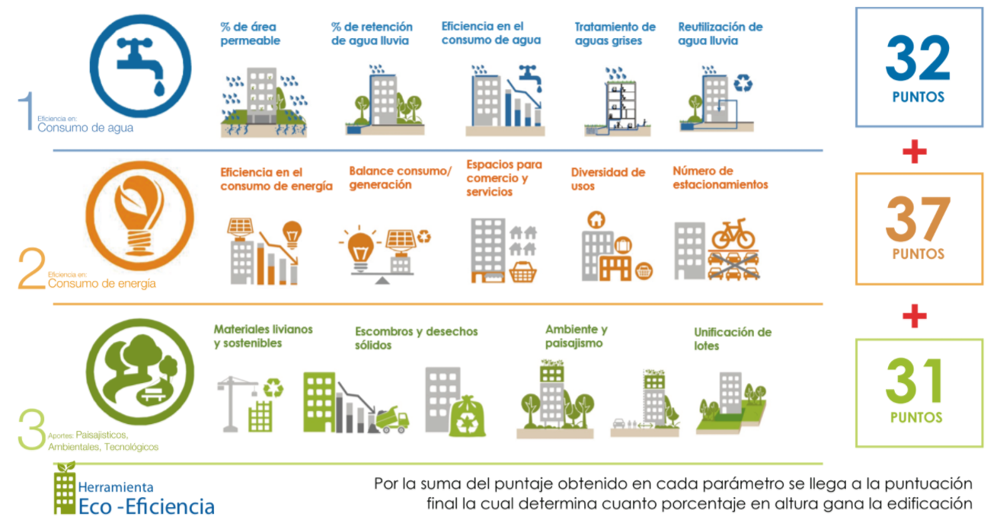 % de área
permeable
% de retención
de agua lluvia
Eficiencia en el
consumo de agua
Tratamiento de
aguas grises
Reutilización de
agua lluvia
32
PUNTOS
1
Eficiencia en:
Consumo de agua
+
Eficiencia en el
consumo de energía
Balance consumo/
generación
Espacios para
comercio y
servicios
Diversidad de
usos
Número de
estacionamientos
37
PUNTOS
2
Eficiencia en:
Consumo de energía
+
Materiales livianos
y sostenibles
Escombros y desechos
sólidos
Ambiente y
paisajismo
Unificación de
lotes
31
PUNTOS
3
Aportes: Paisajisticos,
Ambientales, Tecnológicos
Herramienta
Eco -Eficiencia
Por la suma del puntaje obtenido en cada parámetro se llega a la puntuación
final la cual determina cuanto porcentaje en altura gana la edificación